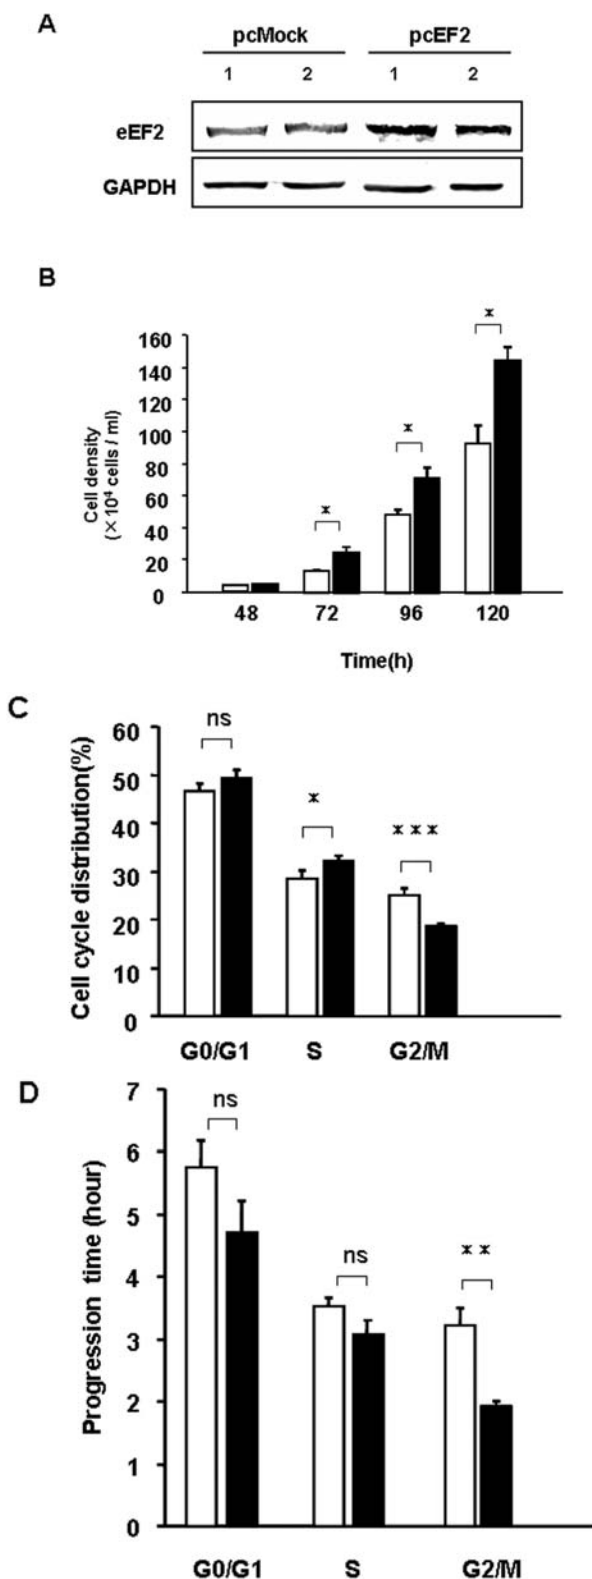 A
pcMock pcEF2
1 2 1 2
eEF2
GAPDH
B
160
140
120
100
80
60
40
20
0
Cell density
(×10⁴ cells / ml)
*
*
*
48 72 96 120
Time(h)
C
60
50
40
30
20
10
0
Cell cycle distribution(%)
ns
*
***
G0/G1 S G2/M
D
7
6
5
4
3
2
1
0
Progression time (hour)
ns
ns
**
G0/G1 S G2/M